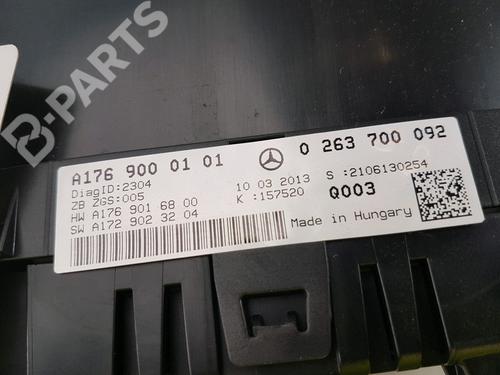 B-PARTS
A176 900 01 01
0 263 700 092
DiagID:2304
10 03 2013
S :2106130254
ZB ZGS:005
K :157520
Q003
HW A176 901 68 00
SW A172 902 32 04
Made in Hungary